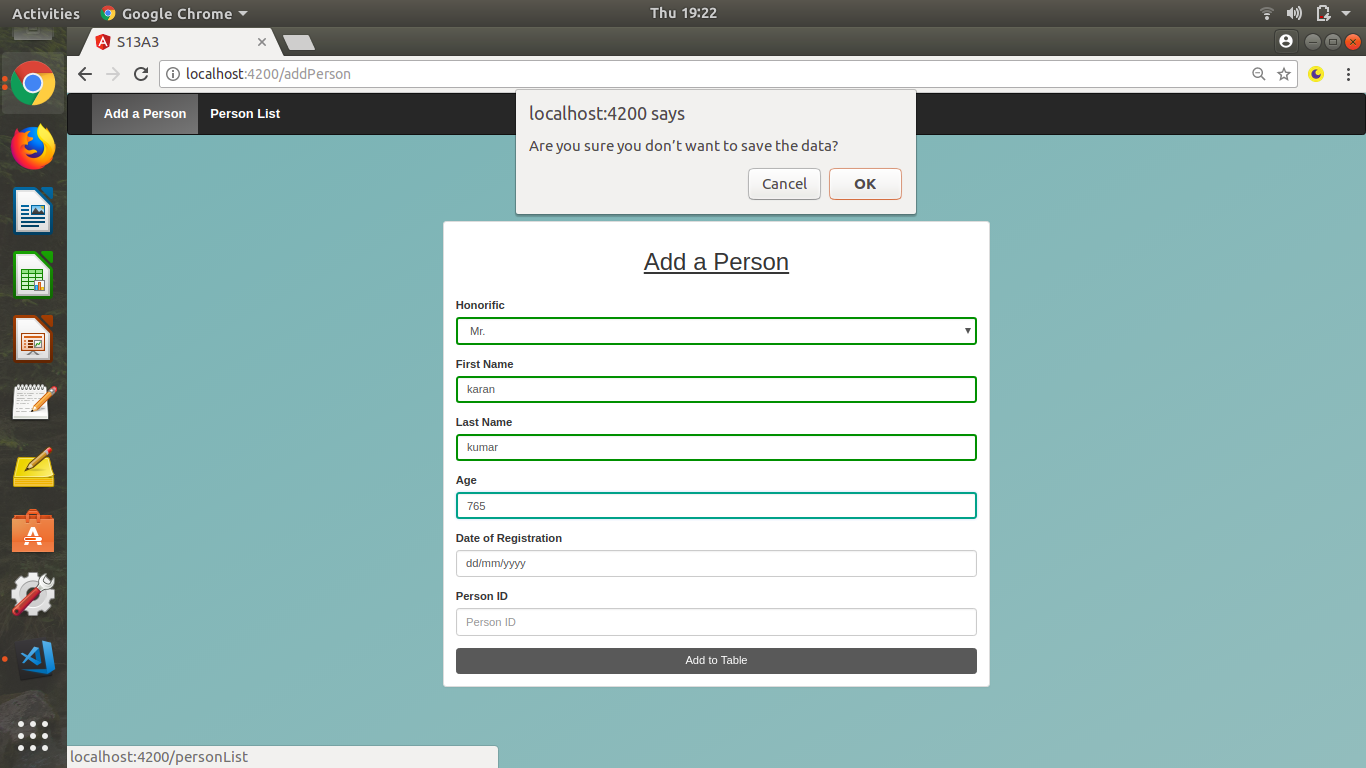 Activities Google Chrome Thu 19:22
S13A3
localhost:4200/addPerson
Add a Person Person List
localhost:4200 says
Are you sure you don't want to save the data?
Cancel OK
Add a Person
Honorific
Mr.
First Name
karan
Last Name
kumar
Age
765
Date of Registration
dd/mm/yyyy
Person ID
Person ID
Add to Table
localhost:4200/personList